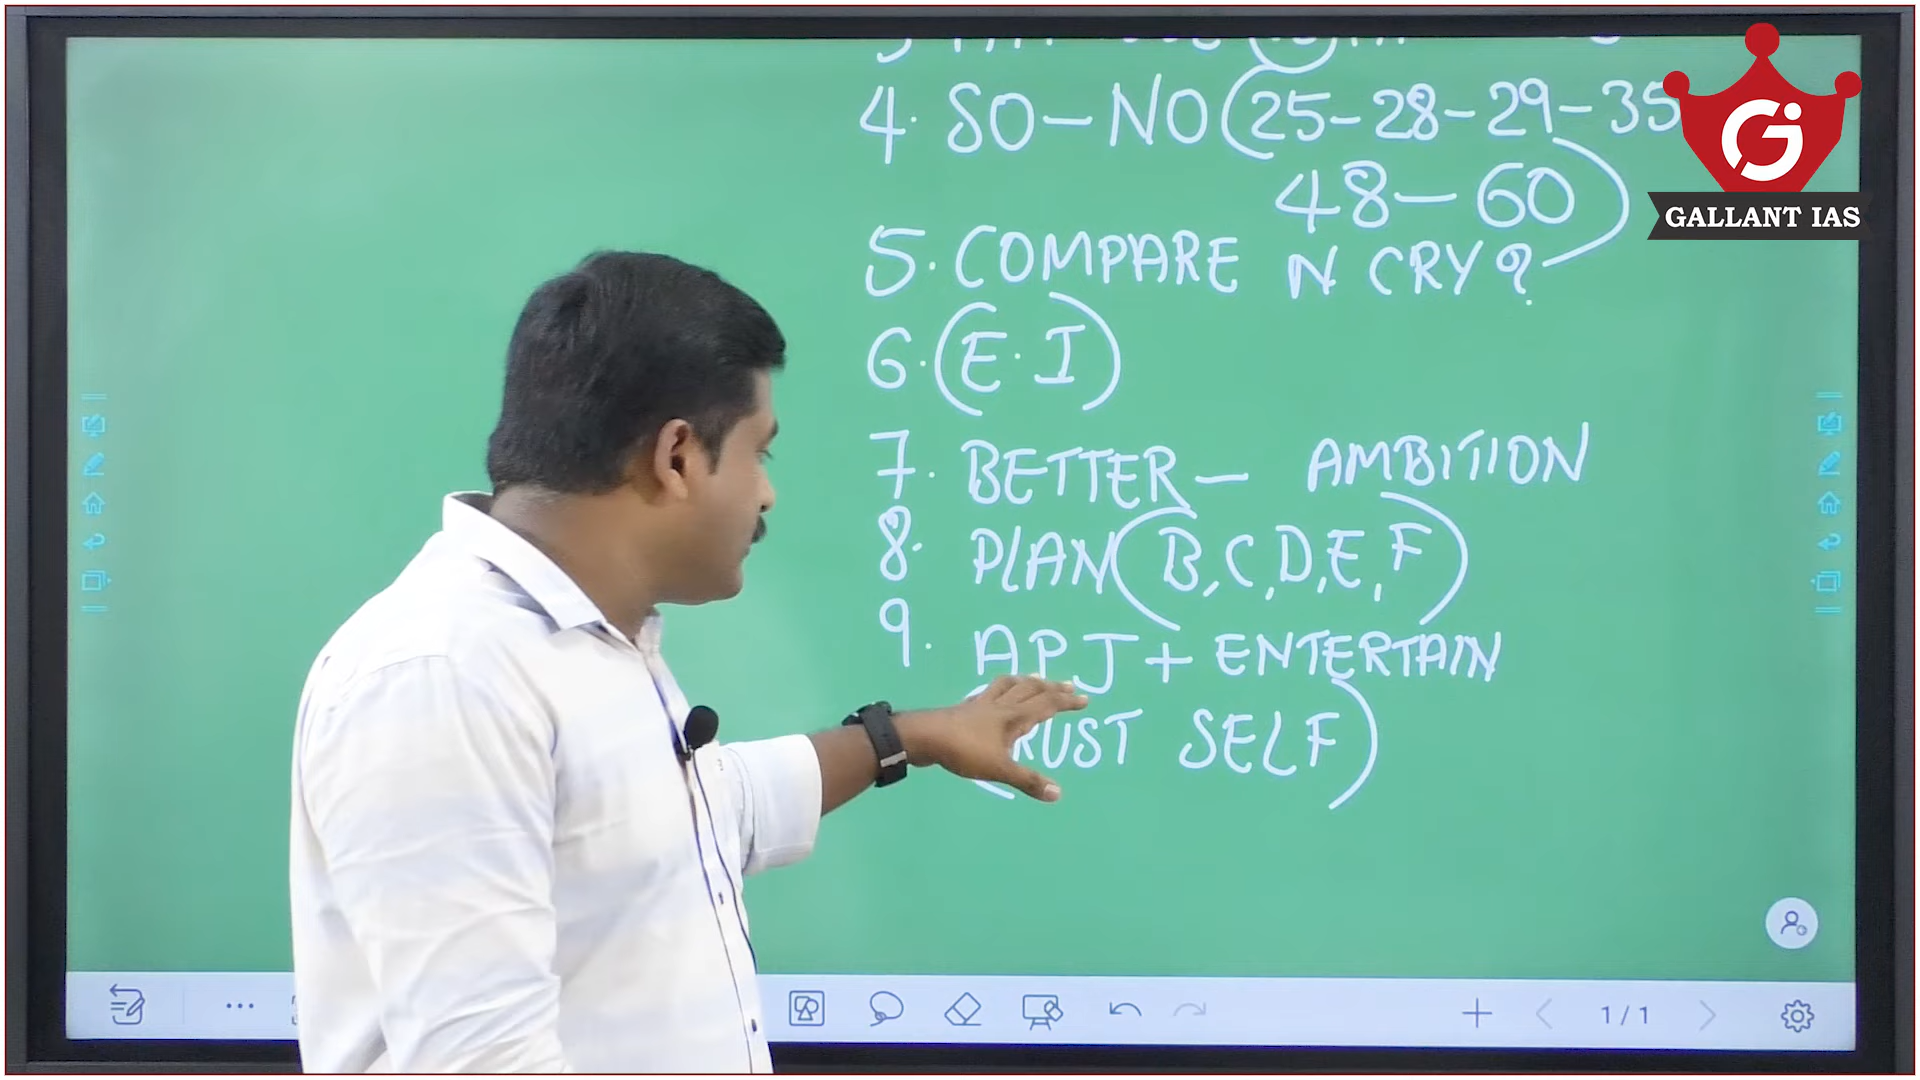 4. SO - NO (25-28-29-35
48 - 60)
5. COMPARE N CRY?
6. (E. I)
7. BETTER - AMBITION
8. PLAN (B, C, D, E, F)
9. APJ + ENTERTAIN
SELF)
GALLANT IAS
1/1